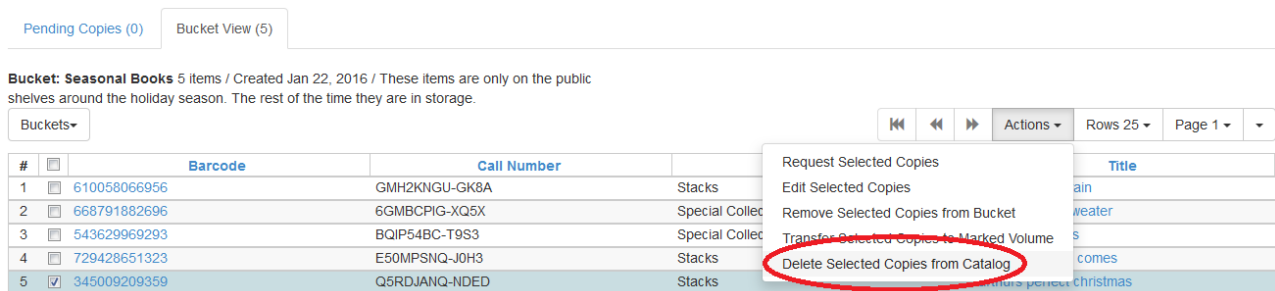 Pending Copies (0) Bucket View (5)
Bucket: Seasonal Books 5 items / Created Jan 22, 2016 / These items are only on the public
shelves around the holiday season. The rest of the time they are in storage.
Buckets Actions Rows 25 Page 1
# Barcode Call Number Title
1 610058066956 GMH2KNGU-GK8A Stacks ain
2 668791882696 6GMBCPIG-XQ5X Special Collec weater
3 543629969293 BQIP54BC-T9S3 Special Collec s
4 729428651323 E50MPSNQ-J0H3 Stacks comes
5 345009209359 Q5RDJANQ-NDED Stacks perfect christmas
Request Selected Copies
Edit Selected Copies
Remove Selected Copies from Bucket
Transfer Selected Copies to Marked Volume
Delete Selected Copies from Catalog